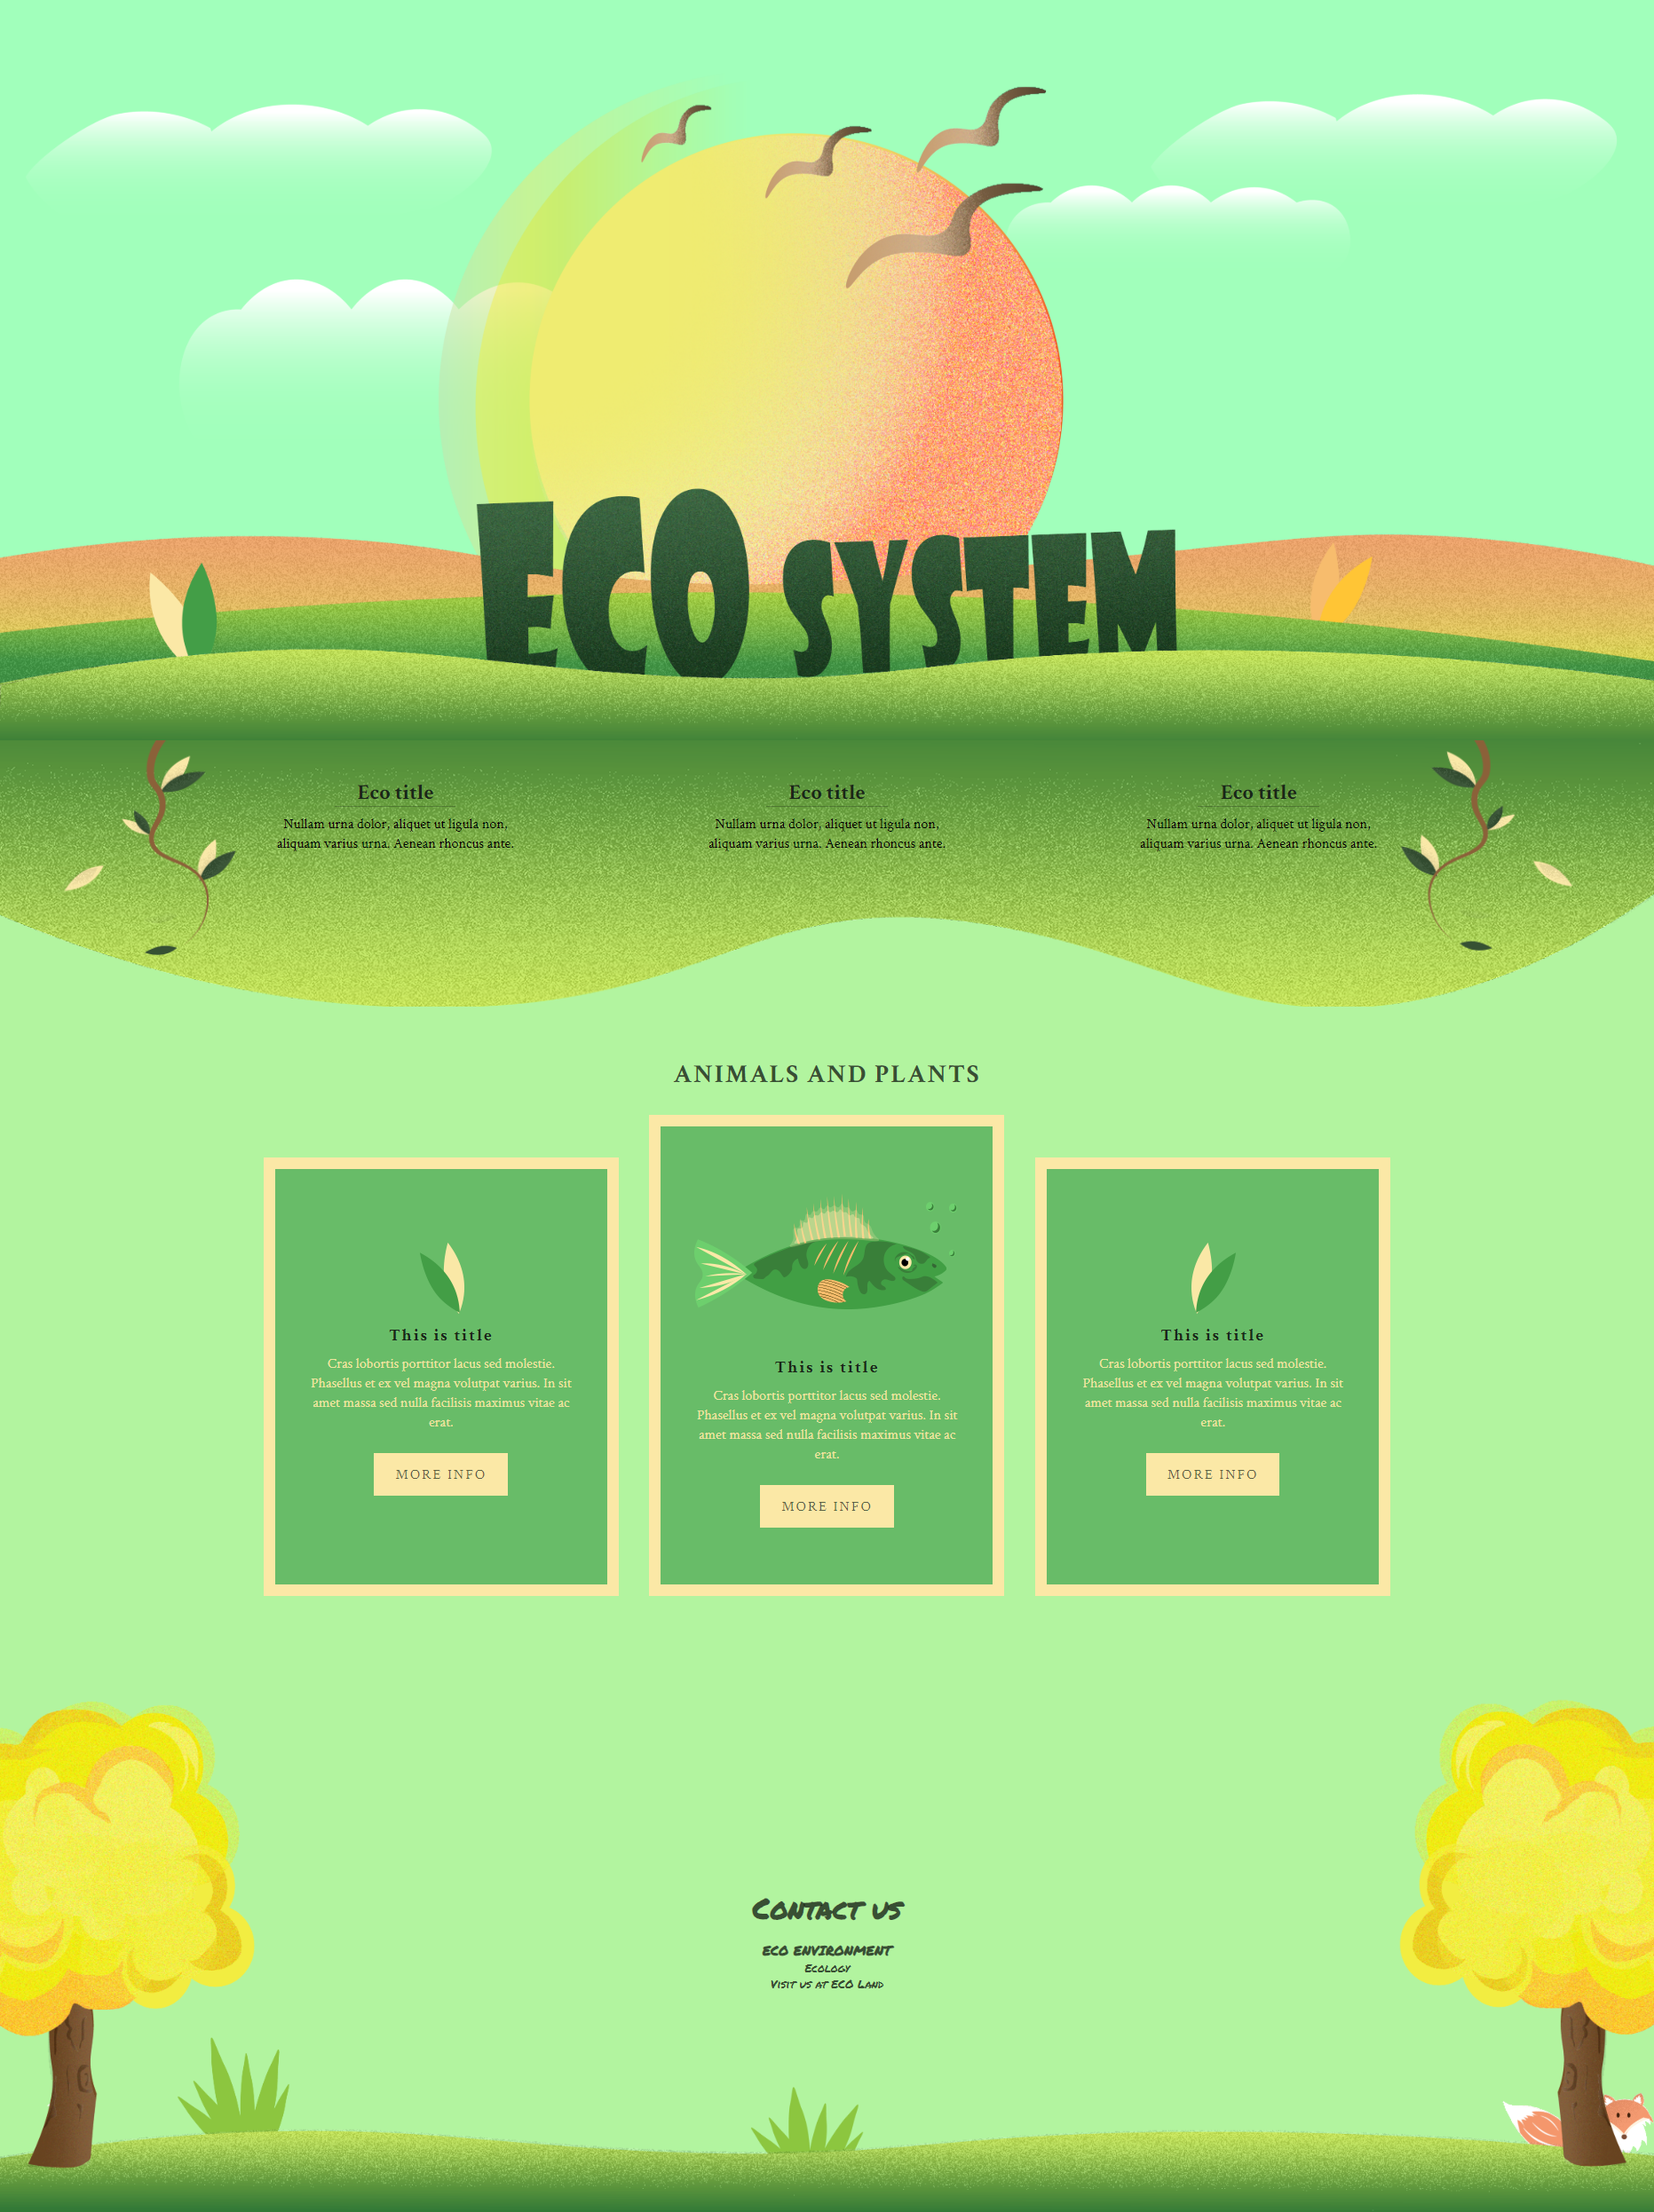 ECO SYSTEM
Eco title
Nullam urna dolor, aliquet ut ligula non,
aliquam varius urna. Aenean rhoncus ante.
Eco title
Nullam urna dolor, aliquet ut ligula non,
aliquam varius urna. Aenean rhoncus ante.
Eco title
Nullam urna dolor, aliquet ut ligula non,
aliquam varius urna. Aenean rhoncus ante.
ANIMALS AND PLANTS
This is title
Cras lobortis porttitor lacus sed molestie.
Phasellus et ex vel magna volutpat varius. In sit
amet massa sed nulla facilisis maximus vitae ac
erat.
MORE INFO
This is title
Cras lobortis porttitor lacus sed molestie.
Phasellus et ex vel magna volutpat varius. In sit
amet massa sed nulla facilisis maximus vitae ac
erat.
MORE INFO
This is title
Cras lobortis porttitor lacus sed molestie.
Phasellus et ex vel magna volutpat varius. In sit
amet massa sed nulla facilisis maximus vitae ac
erat.
MORE INFO
Contact us
ECO ENVIRONMENT
Ecology
Visit us at ECO Land